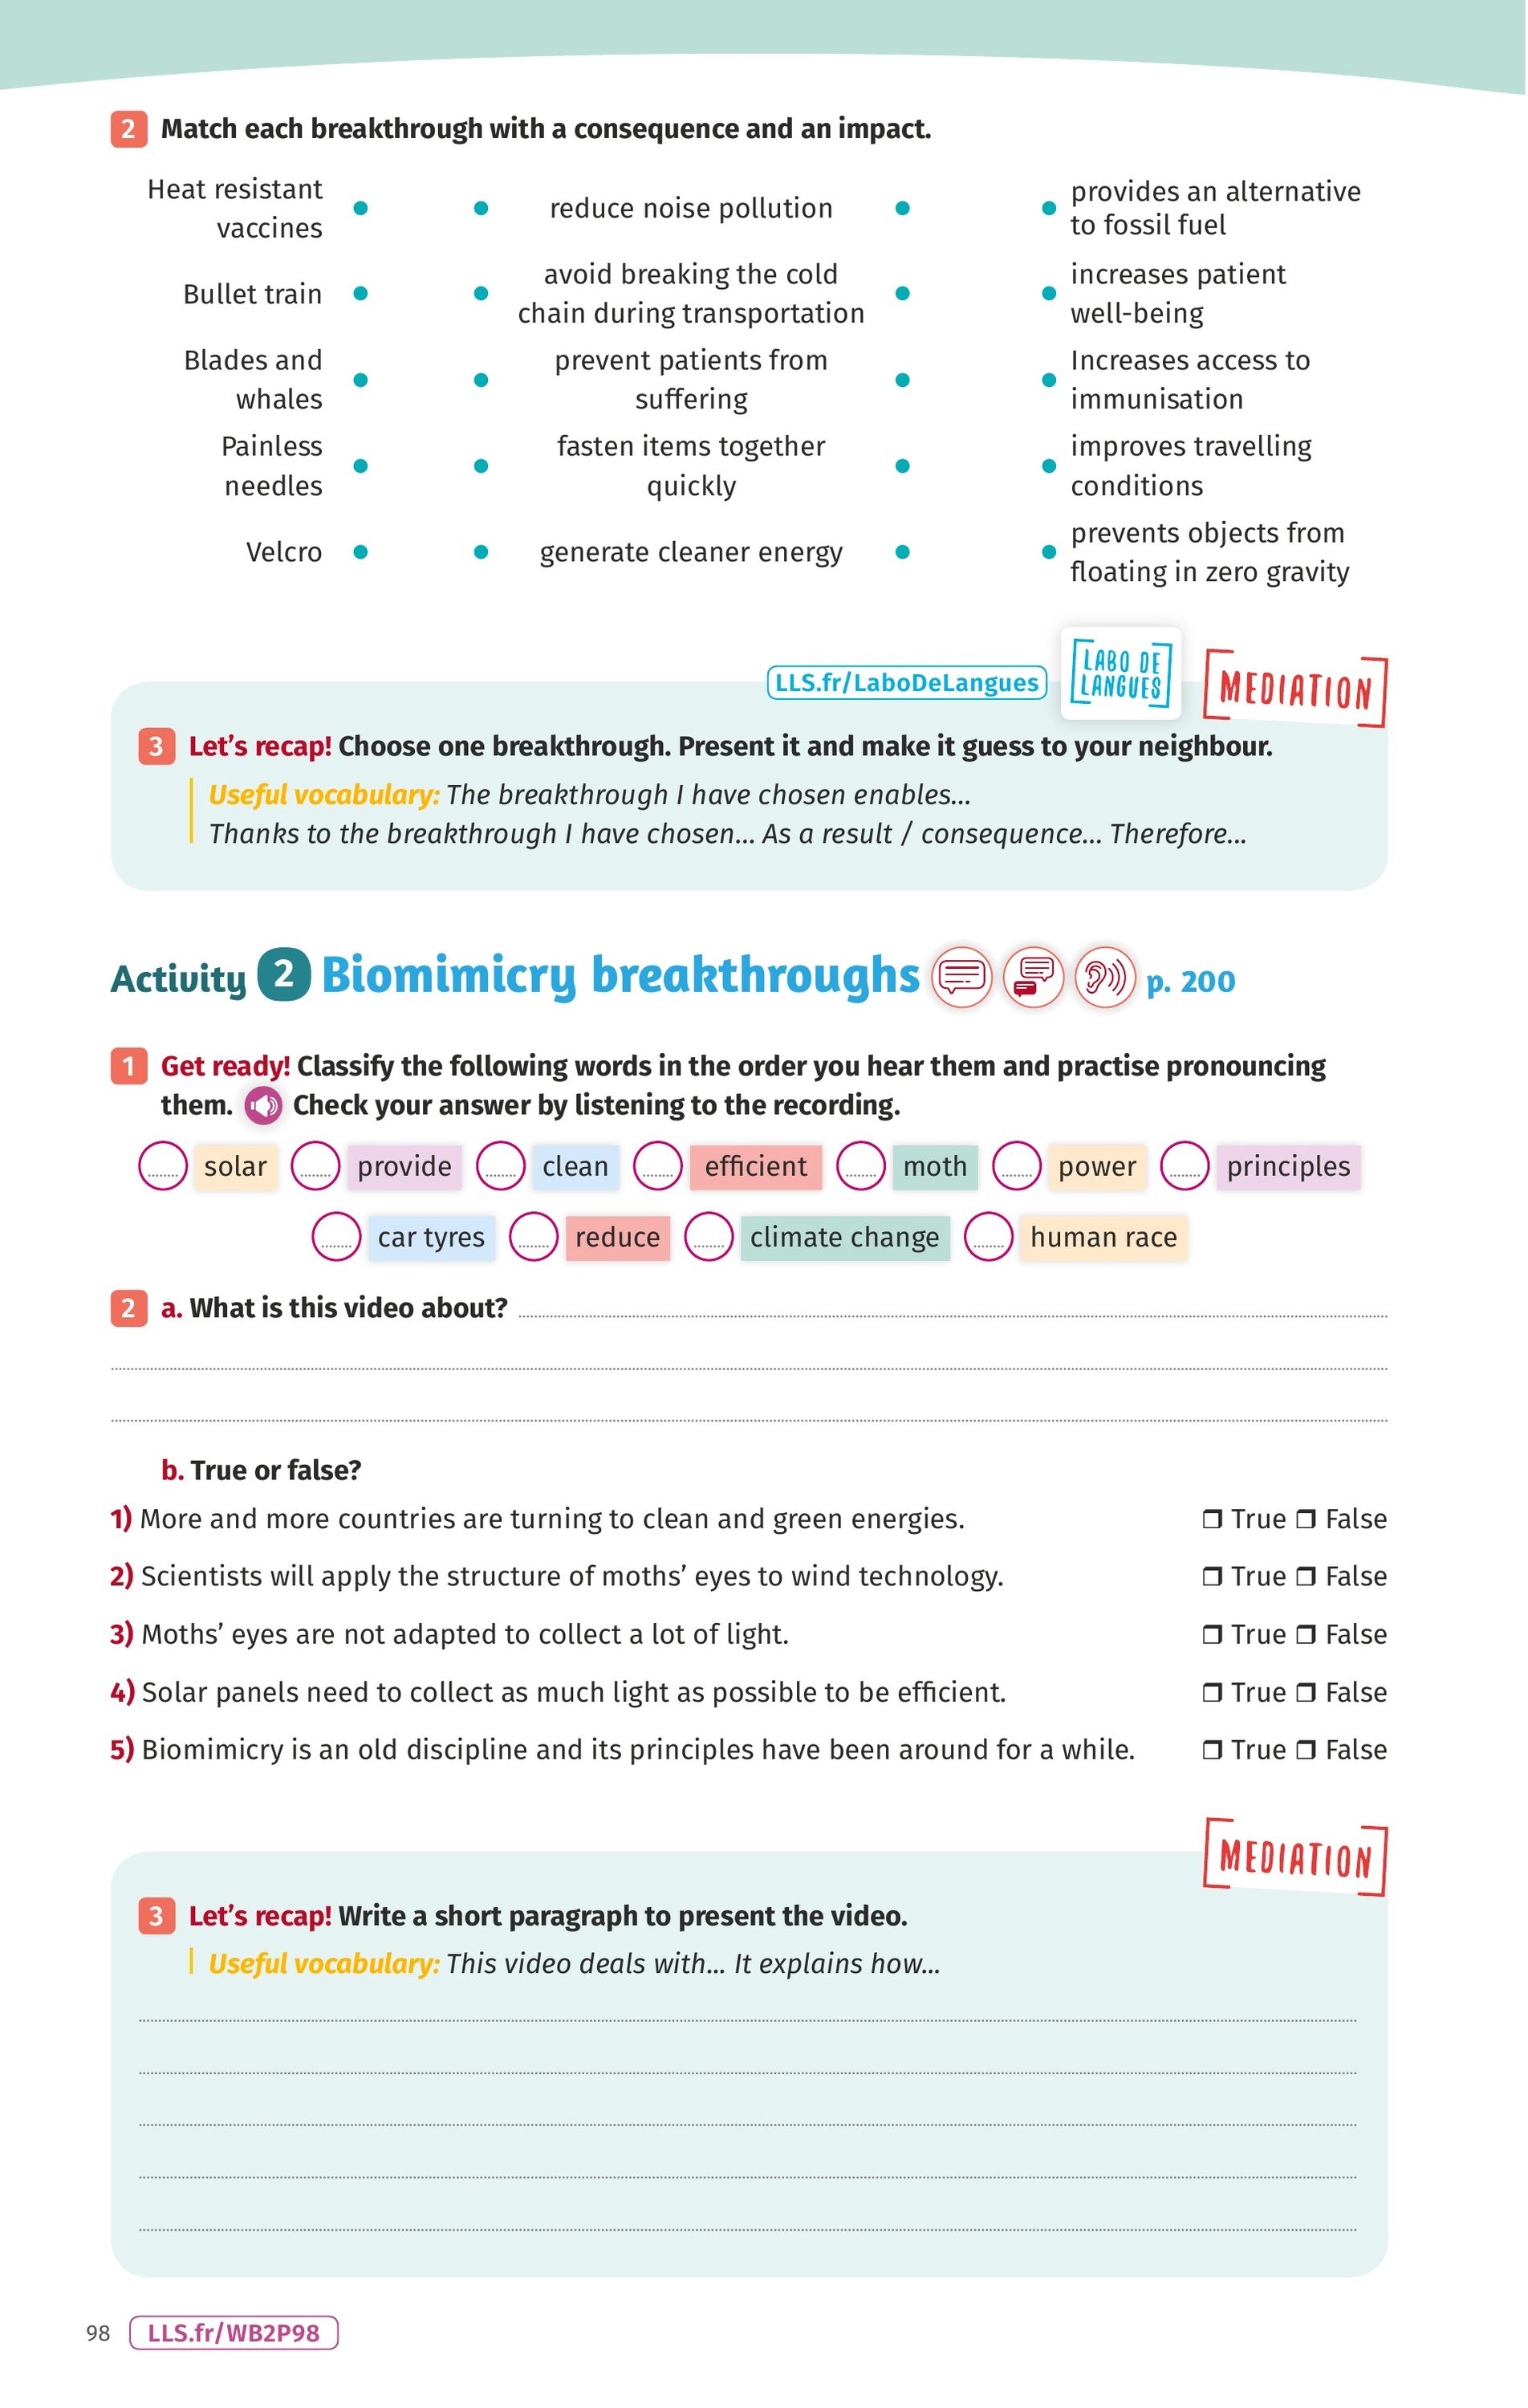 2 Match each breakthrough with a consequence and an impact.
Heat resistant
vaccines
reduce noise pollution
provides an alternative
to fossil fuel
Bullet train
avoid breaking the cold
chain during transportation
increases patient
well-being
Blades and
whales
prevent patients from
suffering
Increases access to
immunisation
Painless
needles
fasten items together
quickly
improves travelling
conditions
Velcro
generate cleaner energy
prevents objects from
floating in zero gravity
LLS.fr/LaboDeLangues
LABO DE
LANGUES
MEDIATION
3 Let's recap! Choose one breakthrough. Present it and make it guess to your neighbour.
Useful vocabulary: The breakthrough I have chosen enables...
Thanks to the breakthrough I have chosen... As a result / consequence... Therefore...
Activity 2 Biomimicry breakthroughs p. 200
1 Get ready! Classify the following words in the order you hear them and practise pronouncing
them. Check your answer by listening to the recording.
solar provide clean efficient moth power principles
car tyres reduce climate change human race
2 a. What is this video about?
b. True or false?
1) More and more countries are turning to clean and green energies. ❒ True ❒ False
2) Scientists will apply the structure of moths' eyes to wind technology. ❒ True ❒ False
3) Moths' eyes are not adapted to collect a lot of light. ❒ True ❒ False
4) Solar panels need to collect as much light as possible to be efficient. ❒ True ❒ False
5) Biomimicry is an old discipline and its principles have been around for a while. ❒ True ❒ False
MEDIATION
3 Let's recap! Write a short paragraph to present the video.
Useful vocabulary: This video deals with... It explains how...
98 LLS.fr/WB2P98